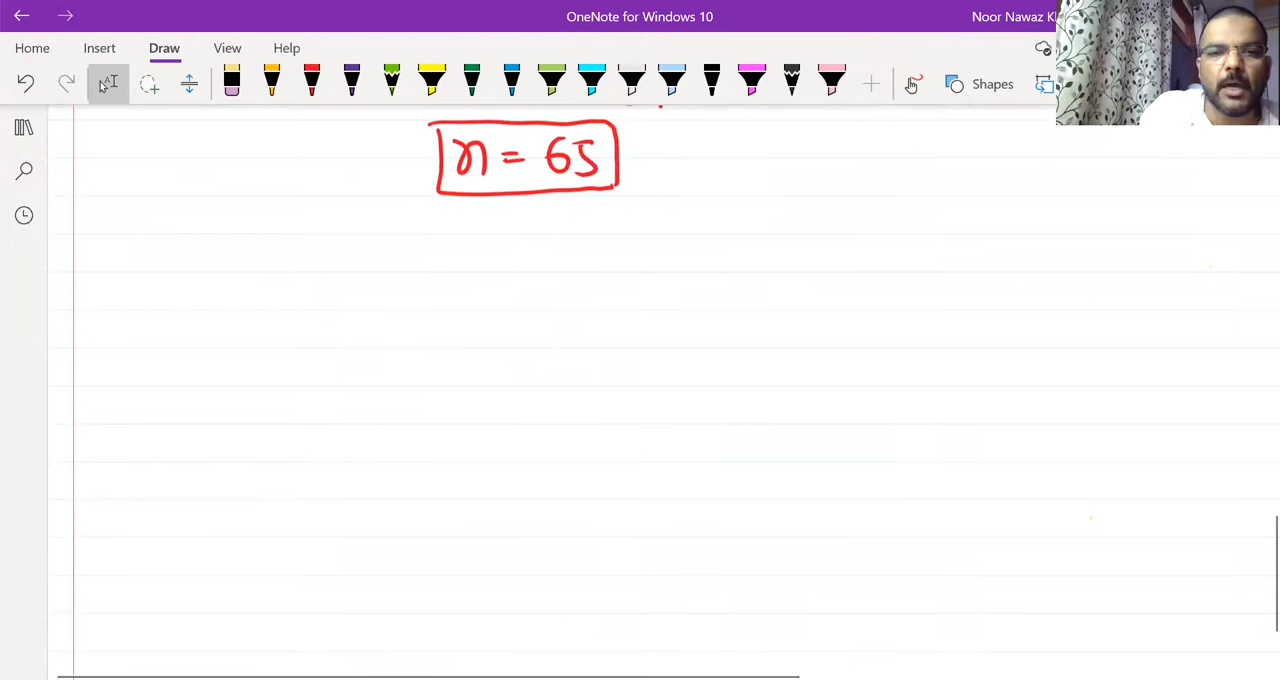 OneNote for Windows 10
Noor Nawaz
Home Insert Draw View Help
Shapes
n = 65